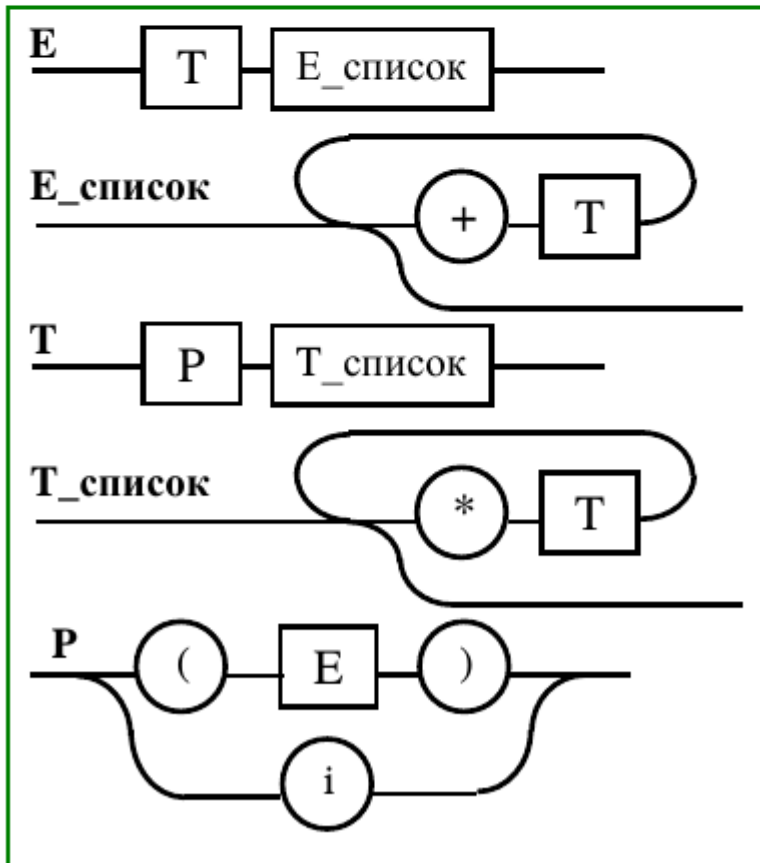 E
T E_список
E_список
+ T
T
P T_список
T_список
* T
P
( E )
i